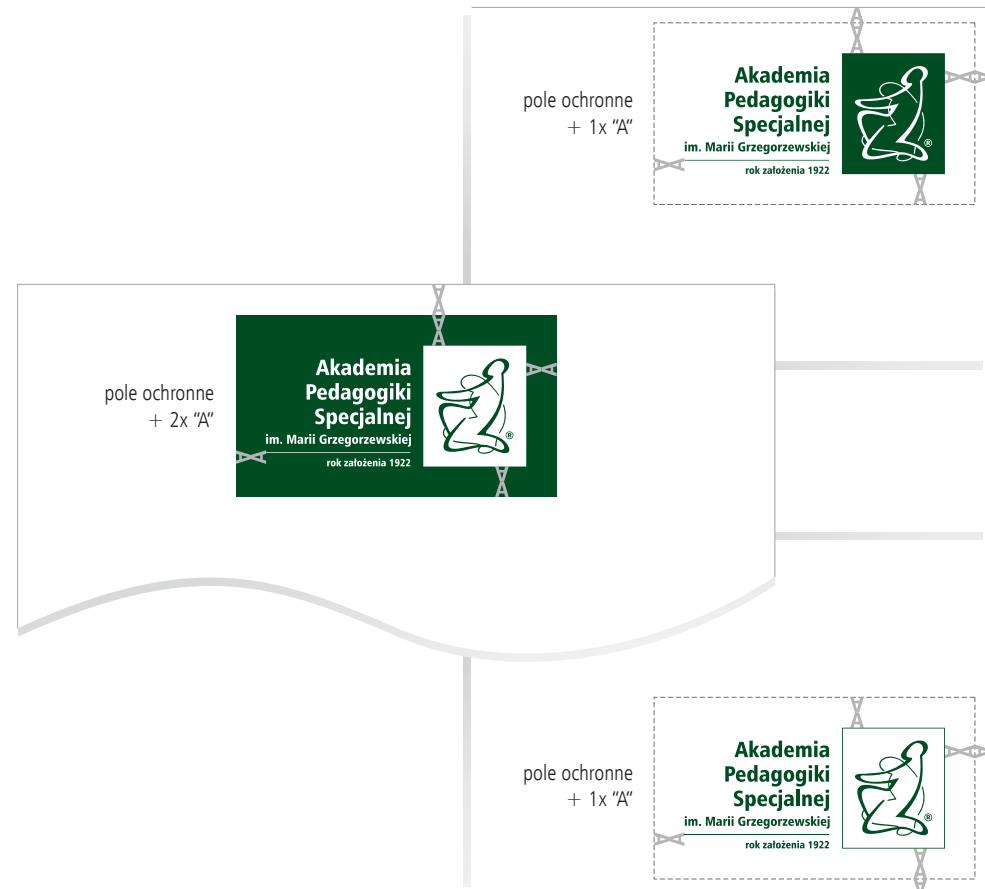 pole ochronne
+ 1x “A”
Akademia
Pedagogiki
Specjalnej
im. Marii Grzegorzewskiej
rok założenia 1922
®
pole ochronne
+ 2x “A”
Akademia
Pedagogiki
Specjalnej
im. Marii Grzegorzewskiej
rok założenia 1922
®
pole ochronne
+ 1x “A”
Akademia
Pedagogiki
Specjalnej
im. Marii Grzegorzewskiej
rok założenia 1922
®